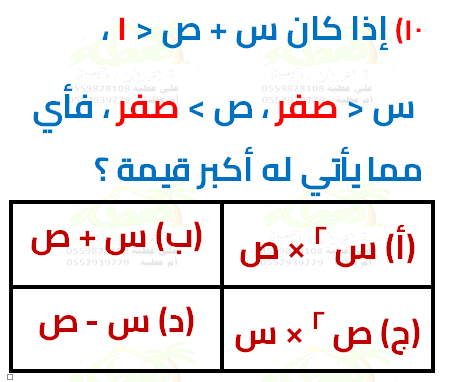 ١٠) إذا كان س + ص > ١ ،
س > صفر ، ص < صفر ، فأي
مما يأتي له أكبر قيمة ؟
(أ) س ٢ × ص
(ب) س + ص
(ج) ص ٢ × س
(د) س - ص